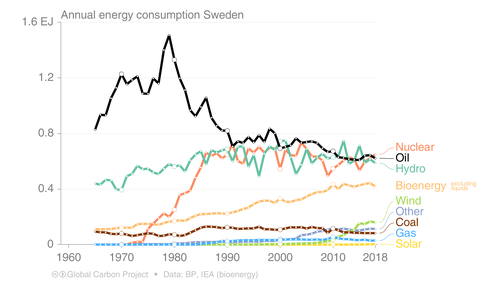 Annual energy consumption Sweden
1.6 EJ
1.2
0.8
0.4
0
1960 1970 1980 1990 2000 2010 2018
Nuclear
Oil
Hydro
Bioenergy excluding liquids
Wind
Other
Coal
Gas
Solar
Global Carbon Project • Data: BP, IEA (bioenergy)